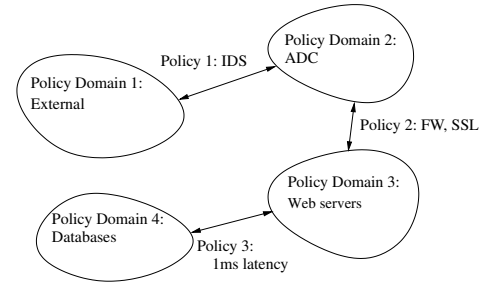 Policy Domain 2:
ADC
Policy 1: IDS
Policy Domain 1:
External
Policy 2: FW, SSL
Policy Domain 3:
Web servers
Policy Domain 4:
Databases
Policy 3:
1ms latency